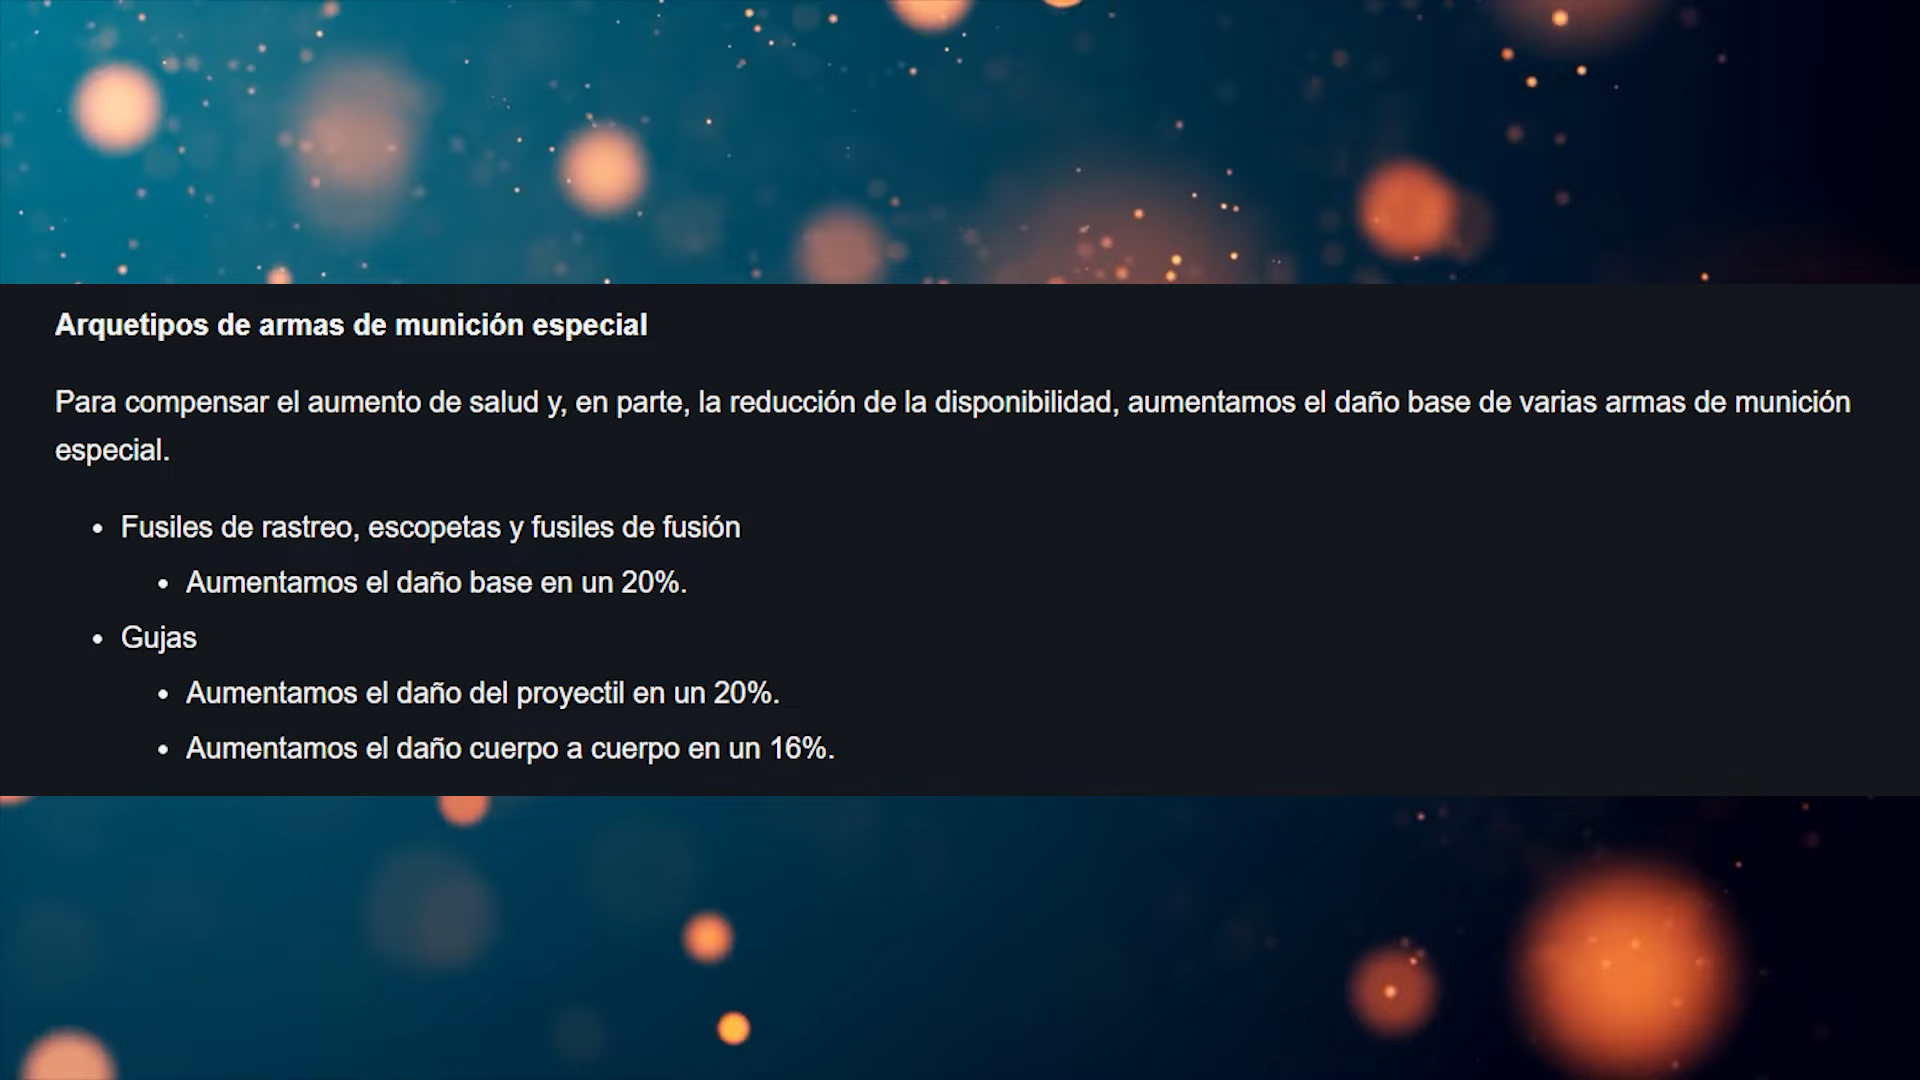 Arquetipos de armas de munición especial
Para compensar el aumento de salud y, en parte, la reducción de la disponibilidad, aumentamos el daño base de varias armas de munición
especial.
• Fusiles de rastreo, escopetas y fusiles de fusión
• Aumentamos el daño base en un 20%.
• Gujas
• Aumentamos el daño del proyectil en un 20%.
• Aumentamos el daño cuerpo a cuerpo en un 16%.